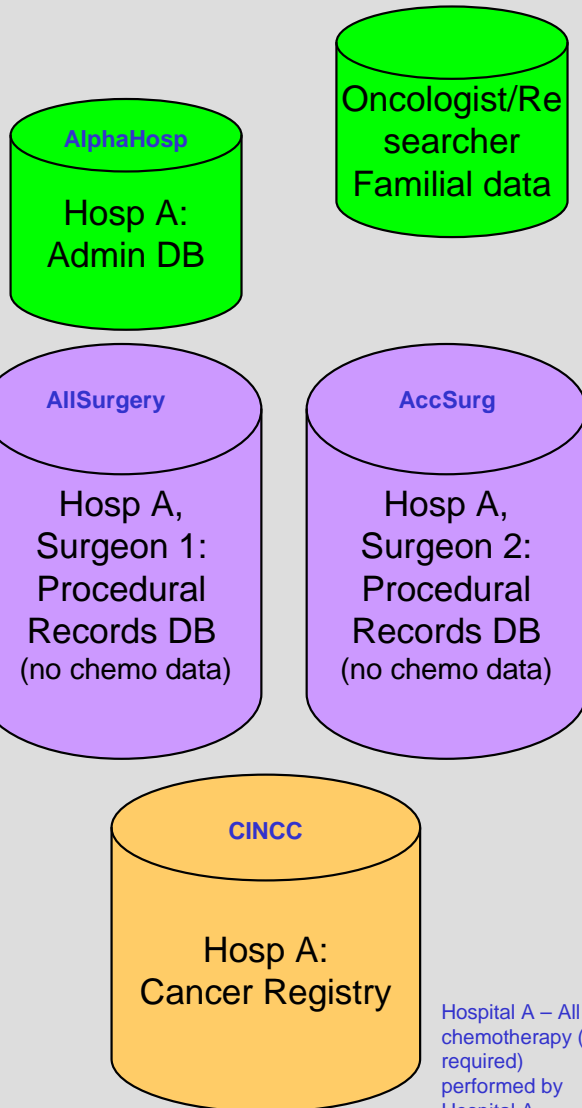 Oncologist/Re
searcher
Familial data
AlphaHosp
Hosp A:
Admin DB
AllSurgery
Hosp A,
Surgeon 1:
Procedural
Records DB
(no chemo data)
AccSurg
Hosp A,
Surgeon 2:
Procedural
Records DB
(no chemo data)
CINCC
Hosp A:
Cancer Registry
Hospital A – All
chemotherapy (
required)
performed by
Hospital A